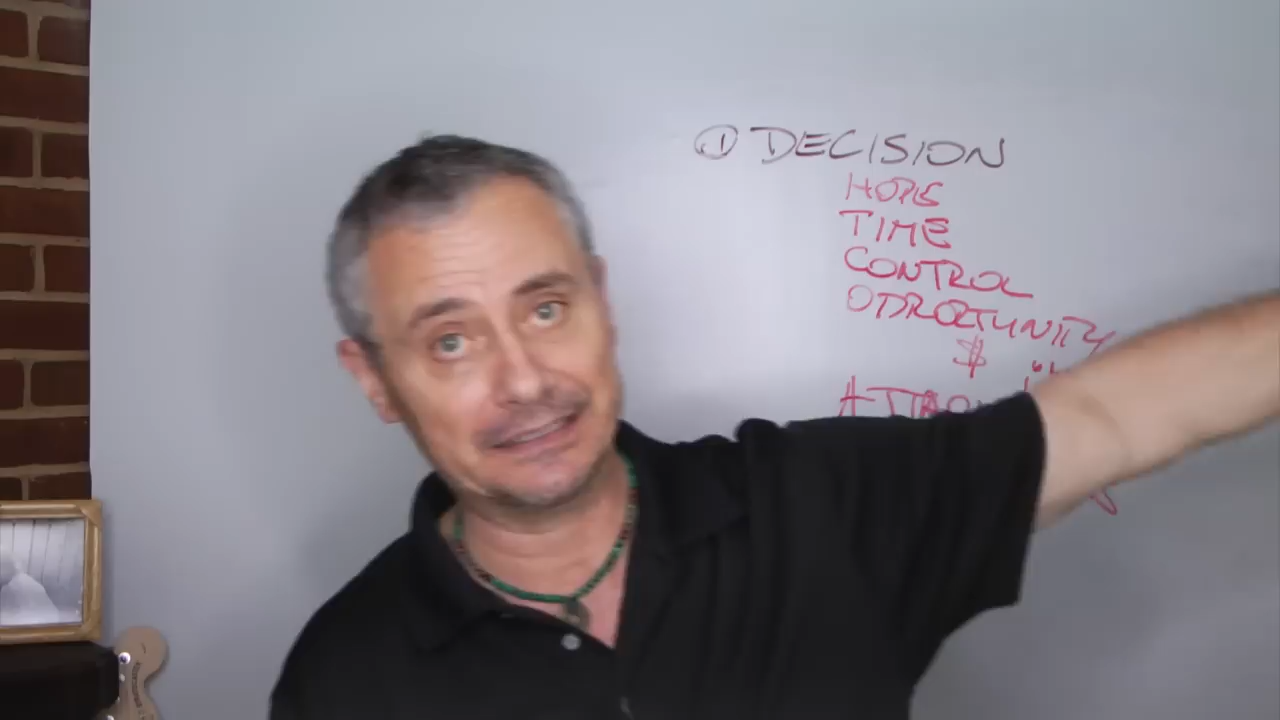 ① DECISION
HOPE
TIME
CONTROL
OPPORTUNITY
$